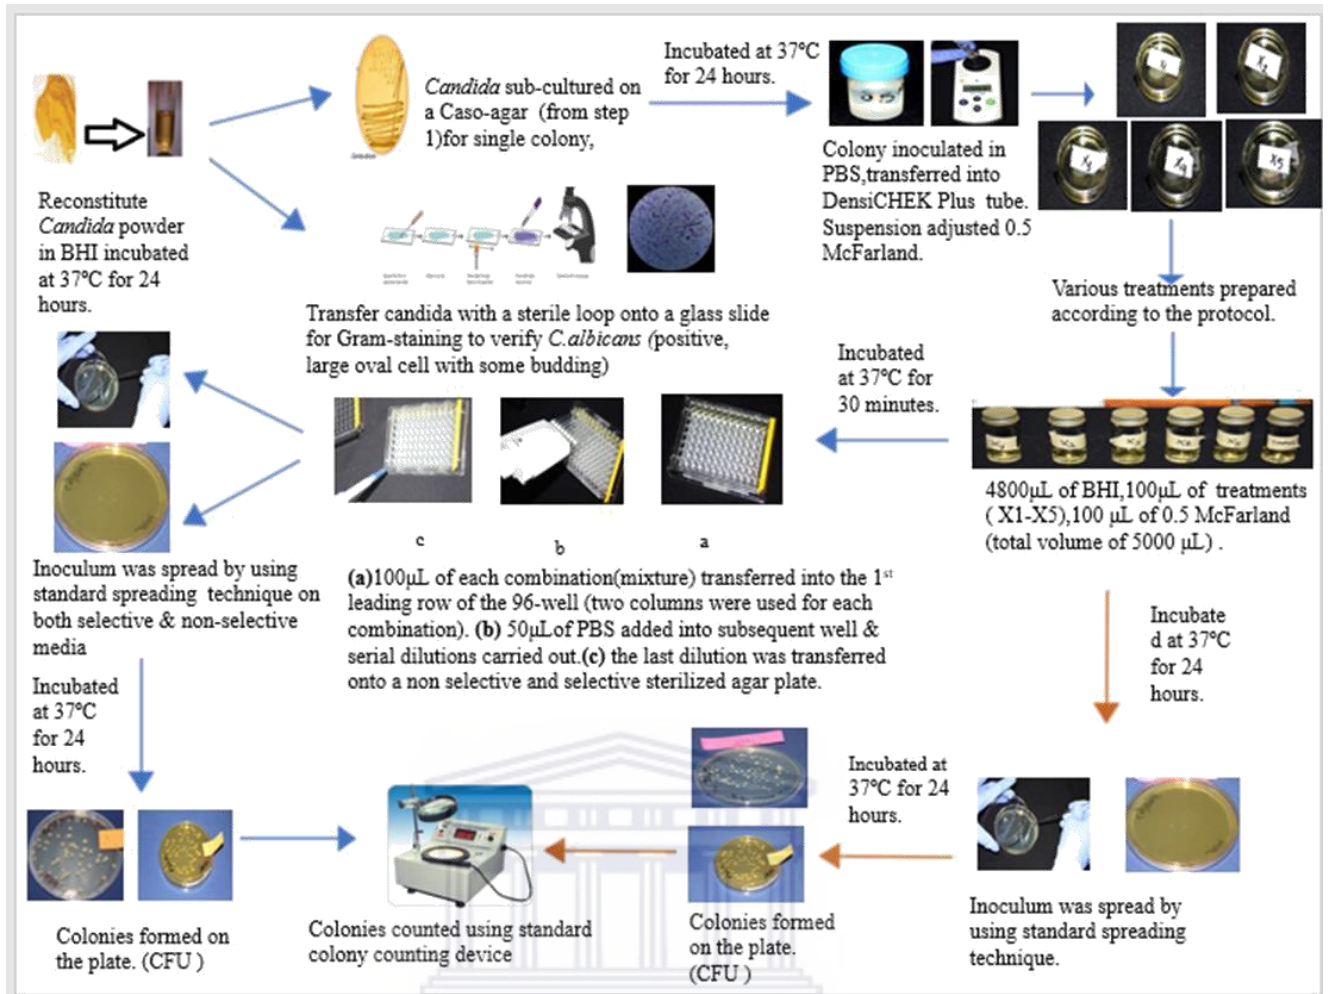 Reconstitute
Candida powder
in BHI incubated
at 37°C for 24
hours.
Candida sub-cultured on
a Caso-agar (from step
1)for single colony,
Incubated at 37°C
for 24 hours.
Colony inoculated in
PBS,transferred into
DensiCHEK Plus tube.
Suspension adjusted 0.5
McFarland.
X2
X4
X5
Various treatments prepared
according to the protocol.
Transfer candida with a sterile loop onto a glass slide
for Gram-staining to verify C.albicans (positive,
large oval cell with some budding)
Incubated
at 37°C for
30 minutes.
4800µL of BHI,100µL of treatments
( X1-X5),100 µL of 0.5 McFarland
(total volume of 5000 µL) .
c
b
a
(a)100µL of each combination(mixture) transferred into the 1st
leading row of the 96-well (two columns were used for each
combination). (b) 50µLof PBS added into subsequent well &
serial dilutions carried out.(c) the last dilution was transferred
onto a non selective and selective sterilized agar plate.
Inoculum was spread by using
standard spreading technique on
both selective & non-selective
media
Incubated
at 37°C
for 24
hours.
Incubate
d at 37°C
for 24
hours.
Incubated at
37°C for 24
hours.
Colonies formed on
the plate. (CFU )
Colonies counted using standard
colony counting device
Colonies formed
on the plate.
(CFU )
Inoculum was spread by
using standard spreading
technique.